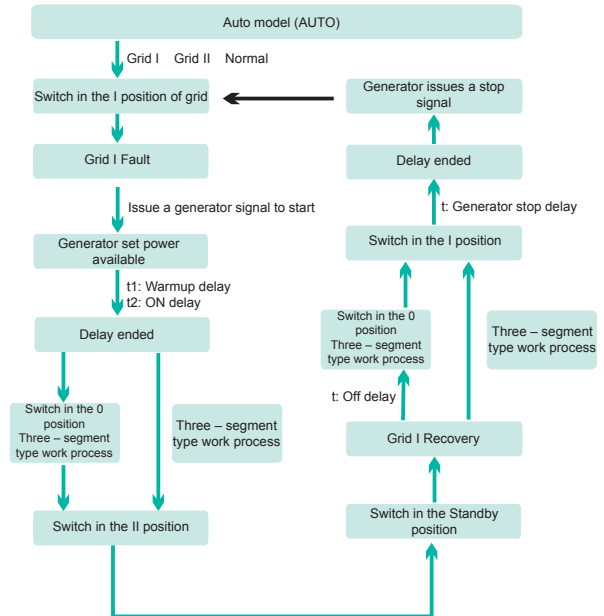 Auto model (AUTO)
Grid I Grid II Normal
Switch in the I position of grid
Grid I Fault
Issue a generator signal to start
Generator set power
available
t1: Warmup delay
t2: ON delay
Delay ended
Switch in the 0
position
Three – segment
type work process
Three – segment
type work process
Switch in the II position
Generator issues a stop
signal
Delay ended
t: Generator stop delay
Switch in the I position
Switch in the 0
position
Three – segment
type work process
Three – segment
type work process
t: Off delay
Grid I Recovery
Switch in the Standby
position